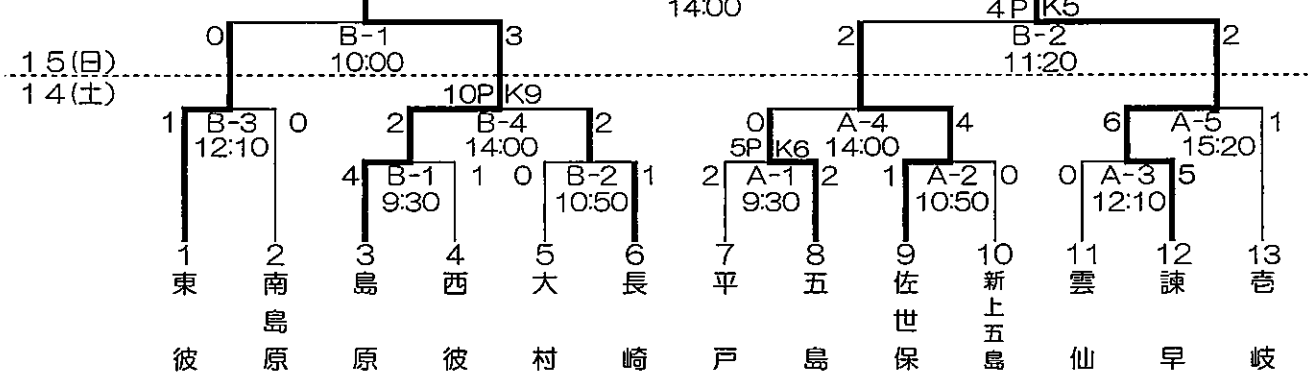 14:00
4 P K5
0 B-1 3 2 B-2 2
15(日) 10:00 11:20
14(土) 10P K9
1 B-3 0 2 B-4 2 0 A-4 4 6 A-5 1
12:10 14:00 5P K6 14:00 15:20
4 B-1 1 0 B-2 1 2 A-1 2 1 A-2 0 0 A-3 5
9:30 10:50 9:30 10:50 12:10
1 2 3 4 5 6 7 8 9 10 11 12 13
東彼 南島原 島原 西彼 大村 長崎 平戸 五島 佐世保 新上五島 雲仙 諫早 壱岐